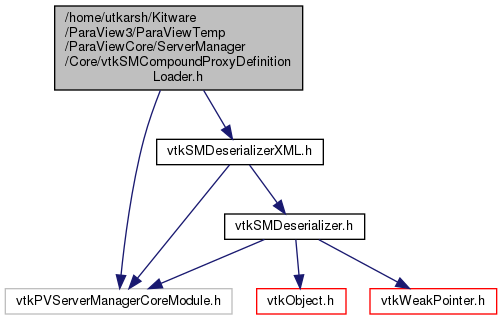 /home/utkarsh/Kitware
/ParaView3/ParaViewTemp
/ParaViewCore/ServerManager
/Core/vtkSMCompoundProxyDefinition
Loader.h
vtkSMDeserializerXML.h
vtkSMDeserializer.h
vtkPVServerManagerCoreModule.h
vtkObject.h
vtkWeakPointer.h